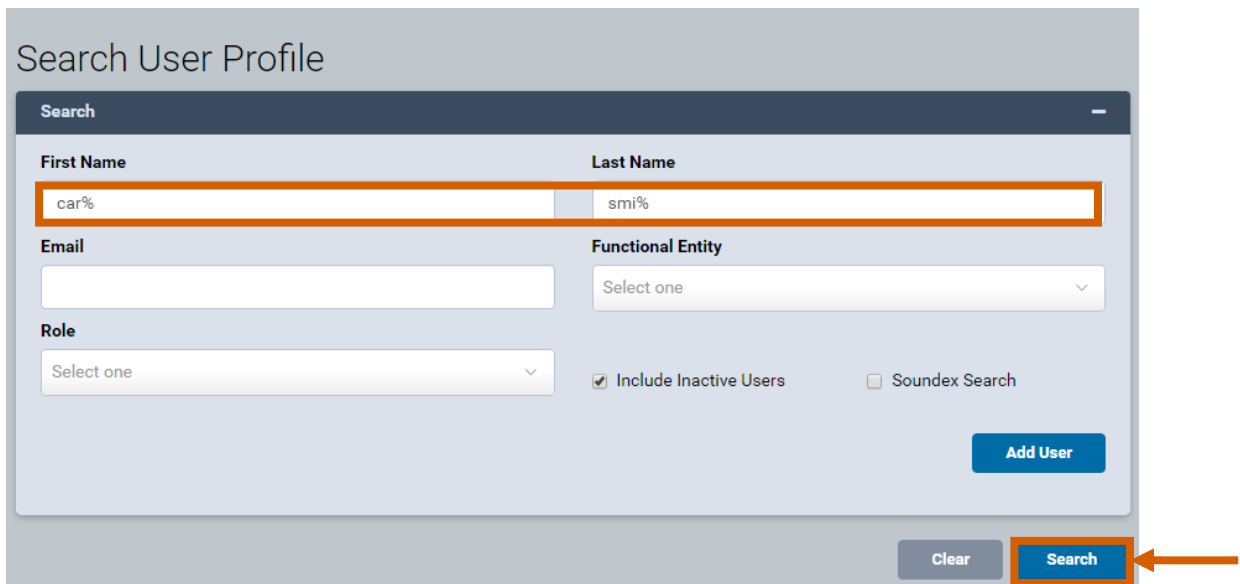 Search User Profile
Search
First Name Last Name
car% smi%
Email Functional Entity
Select one
Role
Select one
Include Inactive Users Soundex Search
Add User
Clear Search